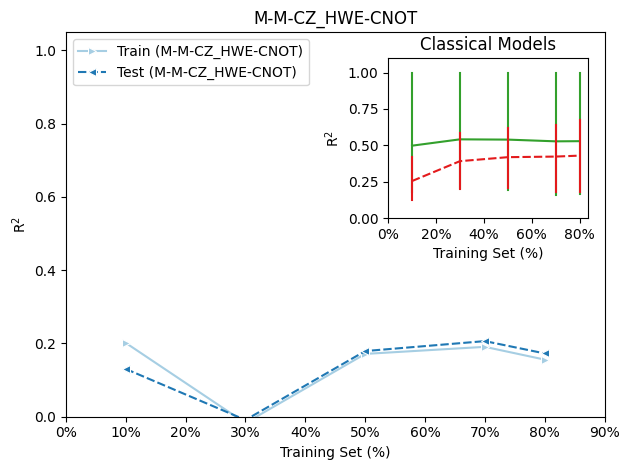 M-M-CZ_HWE-CNOT
Train (M-M-CZ_HWE-CNOT)
Test (M-M-CZ_HWE-CNOT)
R²
1.0
0.8
0.6
0.4
0.2
0.0
0% 10% 20% 30% 40% 50% 60% 70% 80% 90%
Training Set (%)
Classical Models
R²
1.00
0.75
0.50
0.25
0.00
0% 20% 40% 60% 80%
Training Set (%)